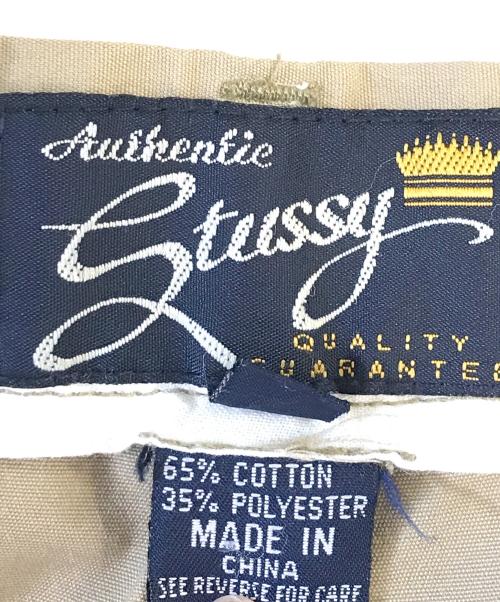 Authentic
Stussy
QUALITY
GUARANTEE
65% COTTON
35% POLYESTER
MADE IN
CHINA
SEE REVERSE FOR CARE